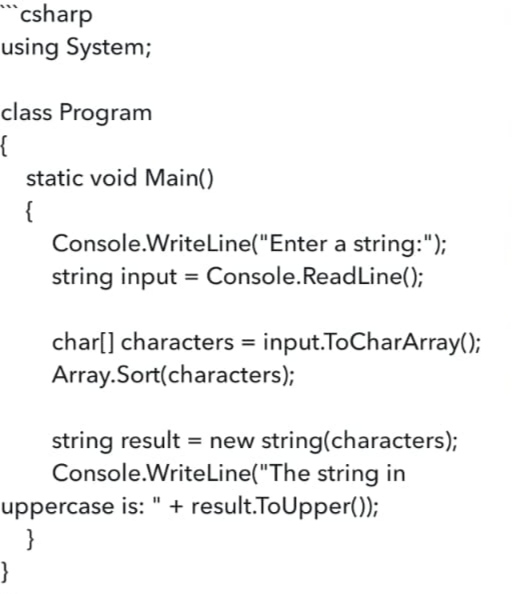 ```csharp
using System;

class Program
{
    static void Main()
    {
        Console.WriteLine("Enter a string:");
        string input = Console.ReadLine();

        char[] characters = input.ToCharArray();
        Array.Sort(characters);

        string result = new string(characters);
        Console.WriteLine("The string in
uppercase is: " + result.ToUpper());
    }
}